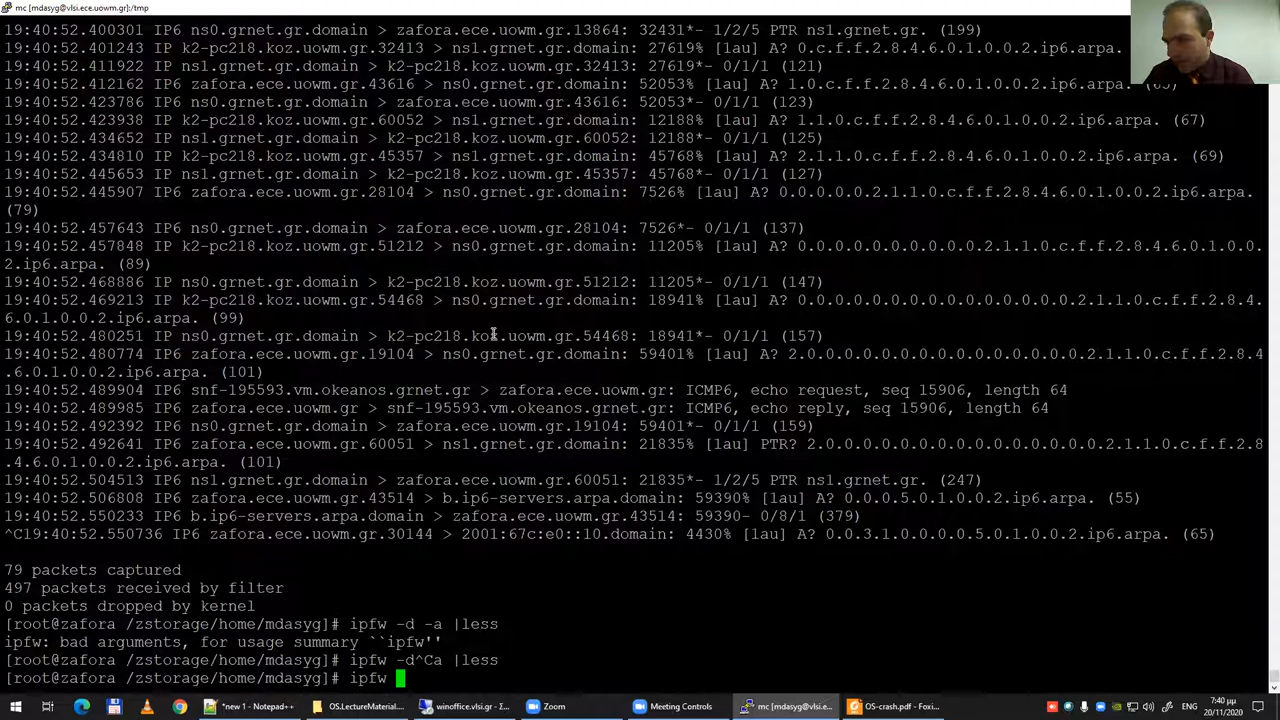 mc [mdasyg@vlsi.ece.uowm.gr]:/tmp
19:40:52.400301 IP6 ns0.grnet.gr.domain > zafora.ece.uowm.gr.13864: 32431*- 1/2/5 PTR ns1.grnet.gr. (199)
19:40:52.401243 IP k2-pc218.koz.uowm.gr.32413 > ns1.grnet.gr.domain: 27619% [1au] A? 0.c.f.f.2.8.4.6.0.1.0.0.2.ip6.arpa.
19:40:52.411922 IP ns1.grnet.gr.domain > k2-pc218.koz.uowm.gr.32413: 27619*- 0/1/1 (121)
19:40:52.412162 IP6 zafora.ece.uowm.gr.43616 > ns0.grnet.gr.domain: 52053% [1au] A? 1.0.c.f.f.2.8.4.6.0.1.0.0.2.ip6.arpa.
19:40:52.423786 IP6 ns0.grnet.gr.domain > zafora.ece.uowm.gr.43616: 52053*- 0/1/1 (123)
19:40:52.423938 IP k2-pc218.koz.uowm.gr.60052 > ns1.grnet.gr.domain: 12188% [1au] A? 1.1.0.c.f.f.2.8.4.6.0.1.0.0.2.ip6.arpa. (67)
19:40:52.434652 IP ns1.grnet.gr.domain > k2-pc218.koz.uowm.gr.60052: 12188*- 0/1/1 (125)
19:40:52.434810 IP k2-pc218.koz.uowm.gr.45357 > ns1.grnet.gr.domain: 45768% [1au] A? 2.1.1.0.c.f.f.2.8.4.6.0.1.0.0.2.ip6.arpa. (69)
19:40:52.445653 IP ns1.grnet.gr.domain > k2-pc218.koz.uowm.gr.45357: 45768*- 0/1/1 (127)
19:40:52.445907 IP6 zafora.ece.uowm.gr.28104 > ns0.grnet.gr.domain: 7526% [1au] A? 0.0.0.0.0.2.1.1.0.c.f.f.2.8.4.6.0.1.0.0.2.ip6.arpa.
(79)
19:40:52.457643 IP6 ns0.grnet.gr.domain > zafora.ece.uowm.gr.28104: 7526*- 0/1/1 (137)
19:40:52.457848 IP k2-pc218.koz.uowm.gr.51212 > ns0.grnet.gr.domain: 11205% [1au] A? 0.0.0.0.0.0.0.0.0.0.2.1.1.0.c.f.f.2.8.4.6.0.1.0.0.
2.ip6.arpa. (89)
19:40:52.468886 IP ns0.grnet.gr.domain > k2-pc218.koz.uowm.gr.51212: 11205*- 0/1/1 (147)
19:40:52.469213 IP k2-pc218.koz.uowm.gr.54468 > ns0.grnet.gr.domain: 18941% [1au] A? 0.0.0.0.0.0.0.0.0.0.0.0.0.0.0.2.1.1.0.c.f.f.2.8.4.
6.0.1.0.0.2.ip6.arpa. (99)
19:40:52.480251 IP ns0.grnet.gr.domain > k2-pc218.koz.uowm.gr.54468: 18941*- 0/1/1 (157)
19:40:52.480774 IP6 zafora.ece.uowm.gr.19104 > ns0.grnet.gr.domain: 59401% [1au] A? 2.0.0.0.0.0.0.0.0.0.0.0.0.0.0.0.2.1.1.0.c.f.f.2.8.4
.6.0.1.0.0.2.ip6.arpa. (101)
19:40:52.489904 IP6 snf-195593.vm.okeanos.grnet.gr > zafora.ece.uowm.gr: ICMP6, echo request, seq 15906, length 64
19:40:52.489985 IP6 zafora.ece.uowm.gr > snf-195593.vm.okeanos.grnet.gr: ICMP6, echo reply, seq 15906, length 64
19:40:52.492392 IP6 ns0.grnet.gr.domain > zafora.ece.uowm.gr.19104: 59401*- 0/1/1 (159)
19:40:52.492641 IP6 zafora.ece.uowm.gr.60051 > ns1.grnet.gr.domain: 21835% [1au] PTR? 2.0.0.0.0.0.0.0.0.0.0.0.0.0.0.0.2.1.1.0.c.f.f.2.8
.4.6.0.1.0.0.2.ip6.arpa. (101)
19:40:52.504513 IP6 ns1.grnet.gr.domain > zafora.ece.uowm.gr.60051: 21835*- 1/2/5 PTR ns1.grnet.gr. (247)
19:40:52.506808 IP6 zafora.ece.uowm.gr.43514 > b.ip6-servers.arpa.domain: 59390% [1au] A? 0.0.0.5.0.1.0.0.2.ip6.arpa. (55)
19:40:52.550233 IP6 b.ip6-servers.arpa.domain > zafora.ece.uowm.gr.43514: 59390- 0/8/1 (379)
^C19:40:52.550736 IP6 zafora.ece.uowm.gr.30144 > 2001:67c:e0::10.domain: 4430% [1au] A? 0.0.3.1.0.0.0.0.0.5.0.1.0.0.2.ip6.arpa. (65)
79 packets captured
497 packets received by filter
0 packets dropped by kernel
[root@zafora /zstorage/home/mdasyg]# ipfw -d -a |less
ipfw: bad arguments, for usage summary ``ipfw''
[root@zafora /zstorage/home/mdasyg]# ipfw -d^Ca |less
[root@zafora /zstorage/home/mdasyg]# ipfw
*new 1 - Notepad++
OS.LectureMaterial...
winoffice.vlsi.gr - ...
Zoom
Meeting Controls
mc [mdasyg@vlsi.e...
OS-crash.pdf - Foxi...
ENG
7:40 μμ
20/11/2020